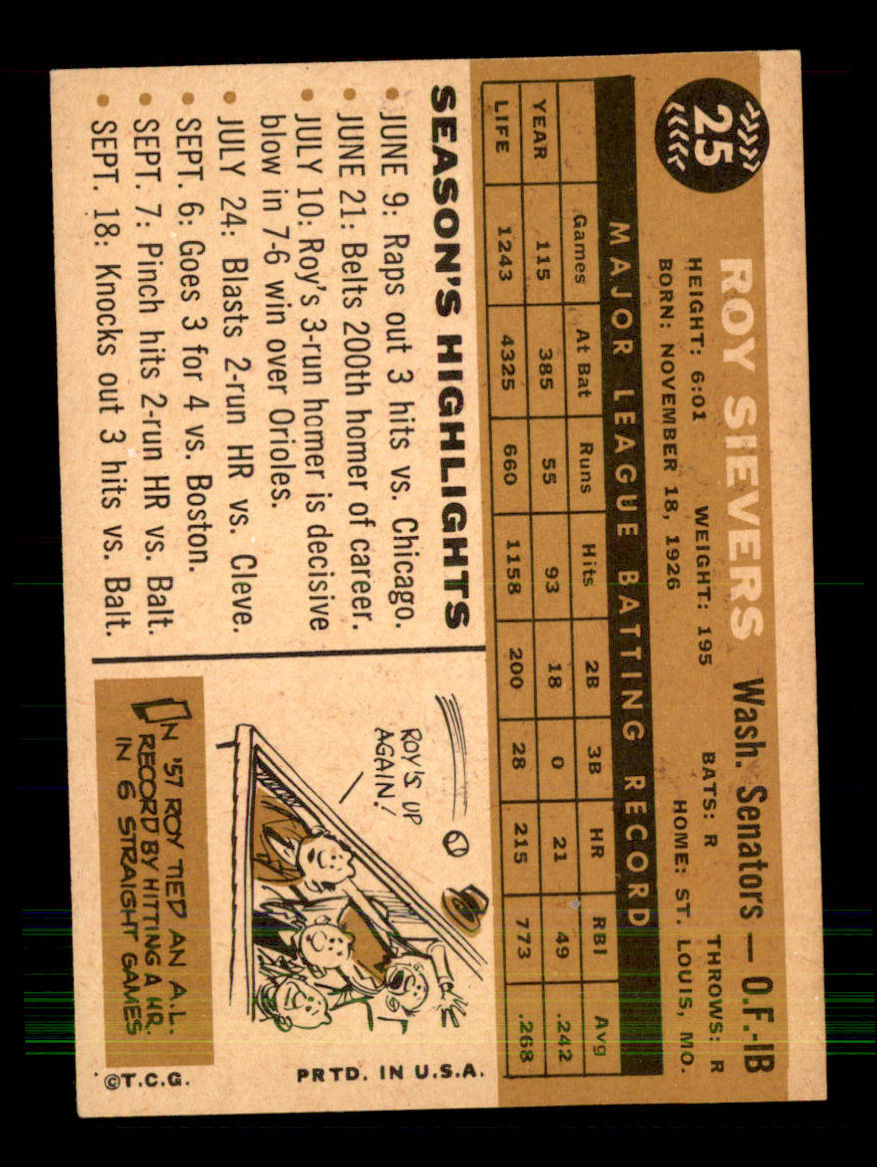 25
ROY SIEVERS Wash. Senators — O.F.-1B
HEIGHT: 6:01 WEIGHT: 195 BATS: R THROWS: R
BORN: NOVEMBER 18, 1926 HOME: ST. LOUIS, MO.
MAJOR LEAGUE BATTING RECORD
Games At Bat Runs Hits 2B 3B HR RBI Avg
YEAR 115 385 55 93 18 0 21 49 .242
LIFE 1243 4325 660 1158 200 28 215 773 .268
SEASON'S HIGHLIGHTS
• JUNE 9: Raps out 3 hits vs. Chicago.
• JUNE 21: Belts 200th homer of career.
• JULY 10: Roy's 3-run homer is decisive
blow in 7-6 win over Orioles.
• JULY 24: Blasts 2-run HR vs. Cleve.
• SEPT. 6: Goes 3 for 4 vs. Boston.
• SEPT. 7: Pinch hits 2-run HR vs. Balt.
• SEPT. 18: Knocks out 3 hits vs. Balt.
ROY'S UP
AGAIN!
IN '57 ROY TIED AN A.L.
RECORD BY HITTING A HR.
IN 6 STRAIGHT GAMES
©T.C.G. PRTD. IN U.S.A.